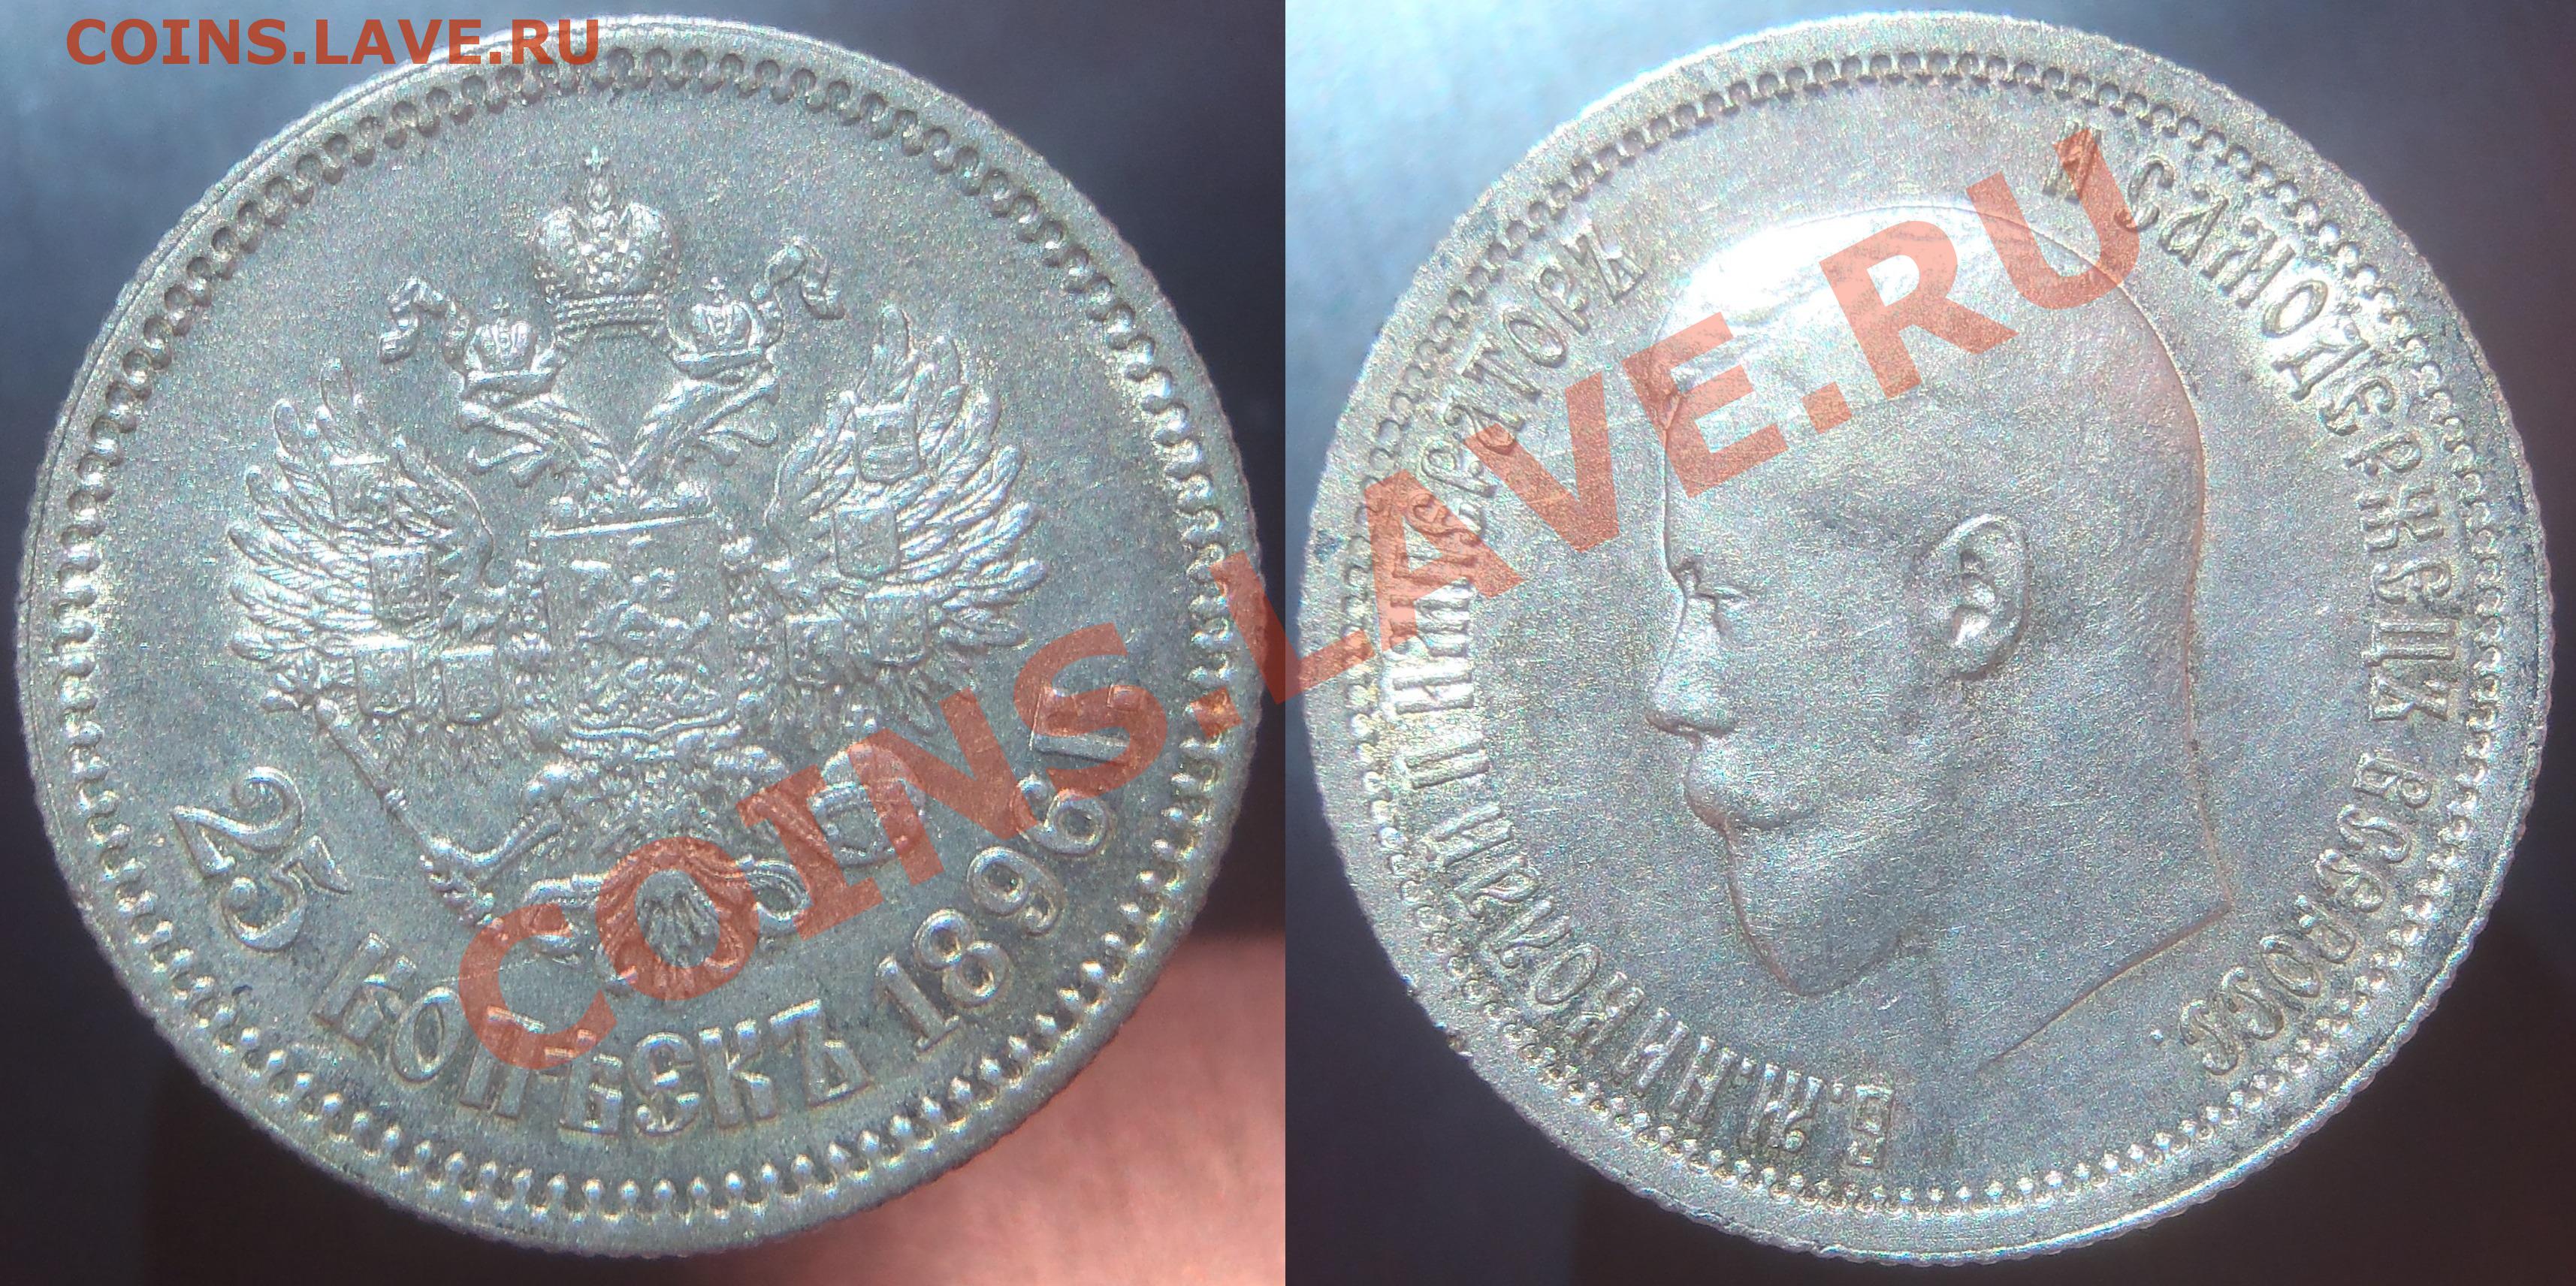 COINS.LAVE.RU
25 КОПѢЕКЪ 1896 Г.
Б.М.НИКОЛАЙ II ИМПЕРАТОРЪ И САМОДЕРЖЕЦЪ ВСЕРОСС.
COINS.LAVE.RU